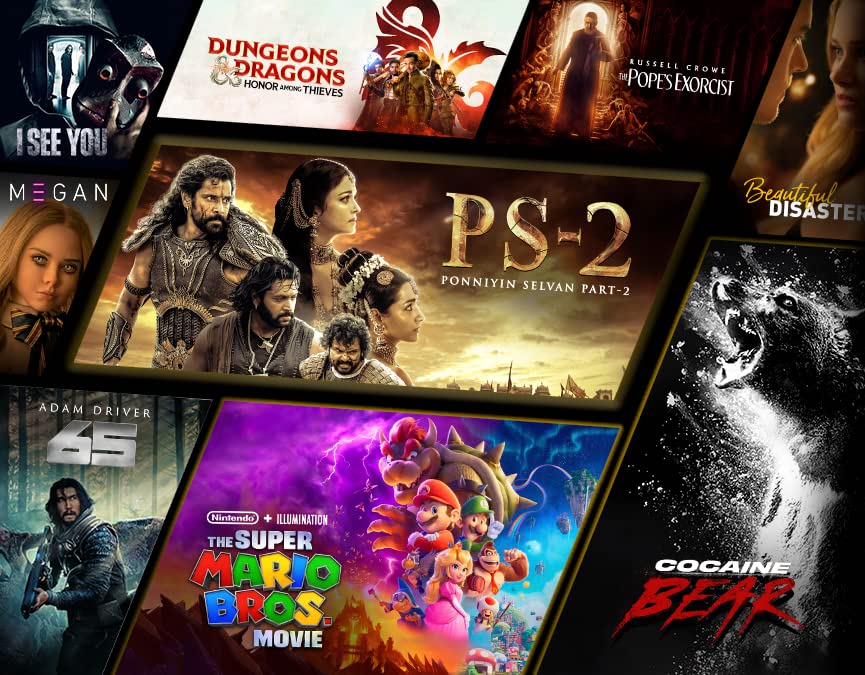 I SEE YOU
DUNGEONS
& DRAGONS
HONOR AMONG THIEVES
RUSSELL CROWE
THE POPE'S EXORCIST
Beautiful
DISASTER
MEGAN
PS-2
PONNIYIN SELVAN PART-2
ADAM DRIVER
65
Nintendo + ILLUMINATION
THE SUPER
MARIO
BROS.
MOVIE
COCAINE
BEAR